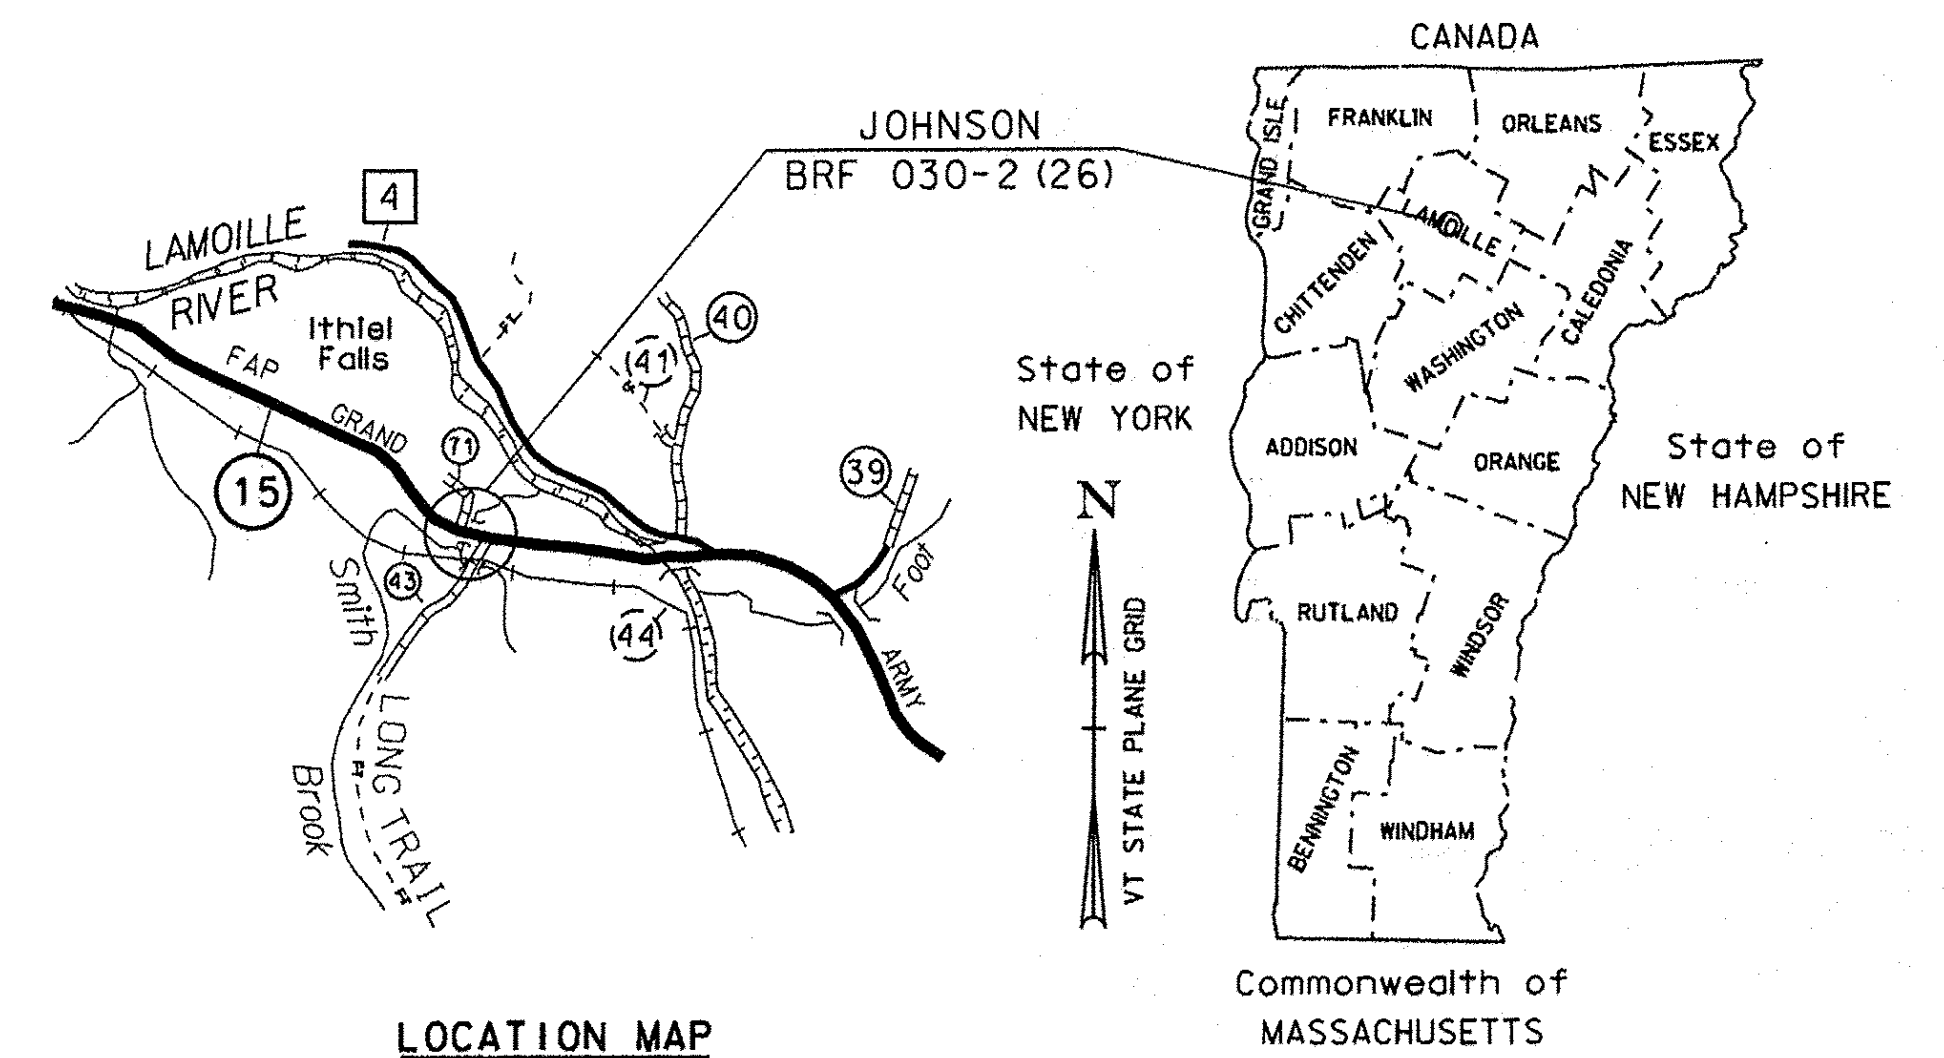 CANADA
JOHNSON
BRF 030-2 (26)
GRAND ISLE
FRANKLIN
ORLEANS
ESSEX
LAMOILLE
CHITTENDEN
WASHINGTON
CALEDONIA
ADDISON
ORANGE
RUTLAND
WINDSOR
BENNINGTON
WINDHAM
State of
NEW YORK
State of
NEW HAMPSHIRE
Commonwealth of
MASSACHUSETTS
4
LAMOILLE
RIVER
Ithiel
Falls
FAP
GRAND
ARMY
15
71
41
40
39
43
44
Foot
Smith
Brook
LONG TRAIL
N
VT STATE PLANE GRID
LOCATION MAP